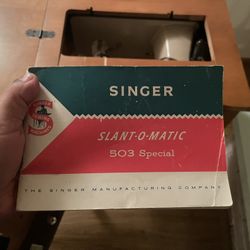 SINGER
S
SLANT-O-MATIC
503 Special
THE SINGER MANUFACTURING COMPANY